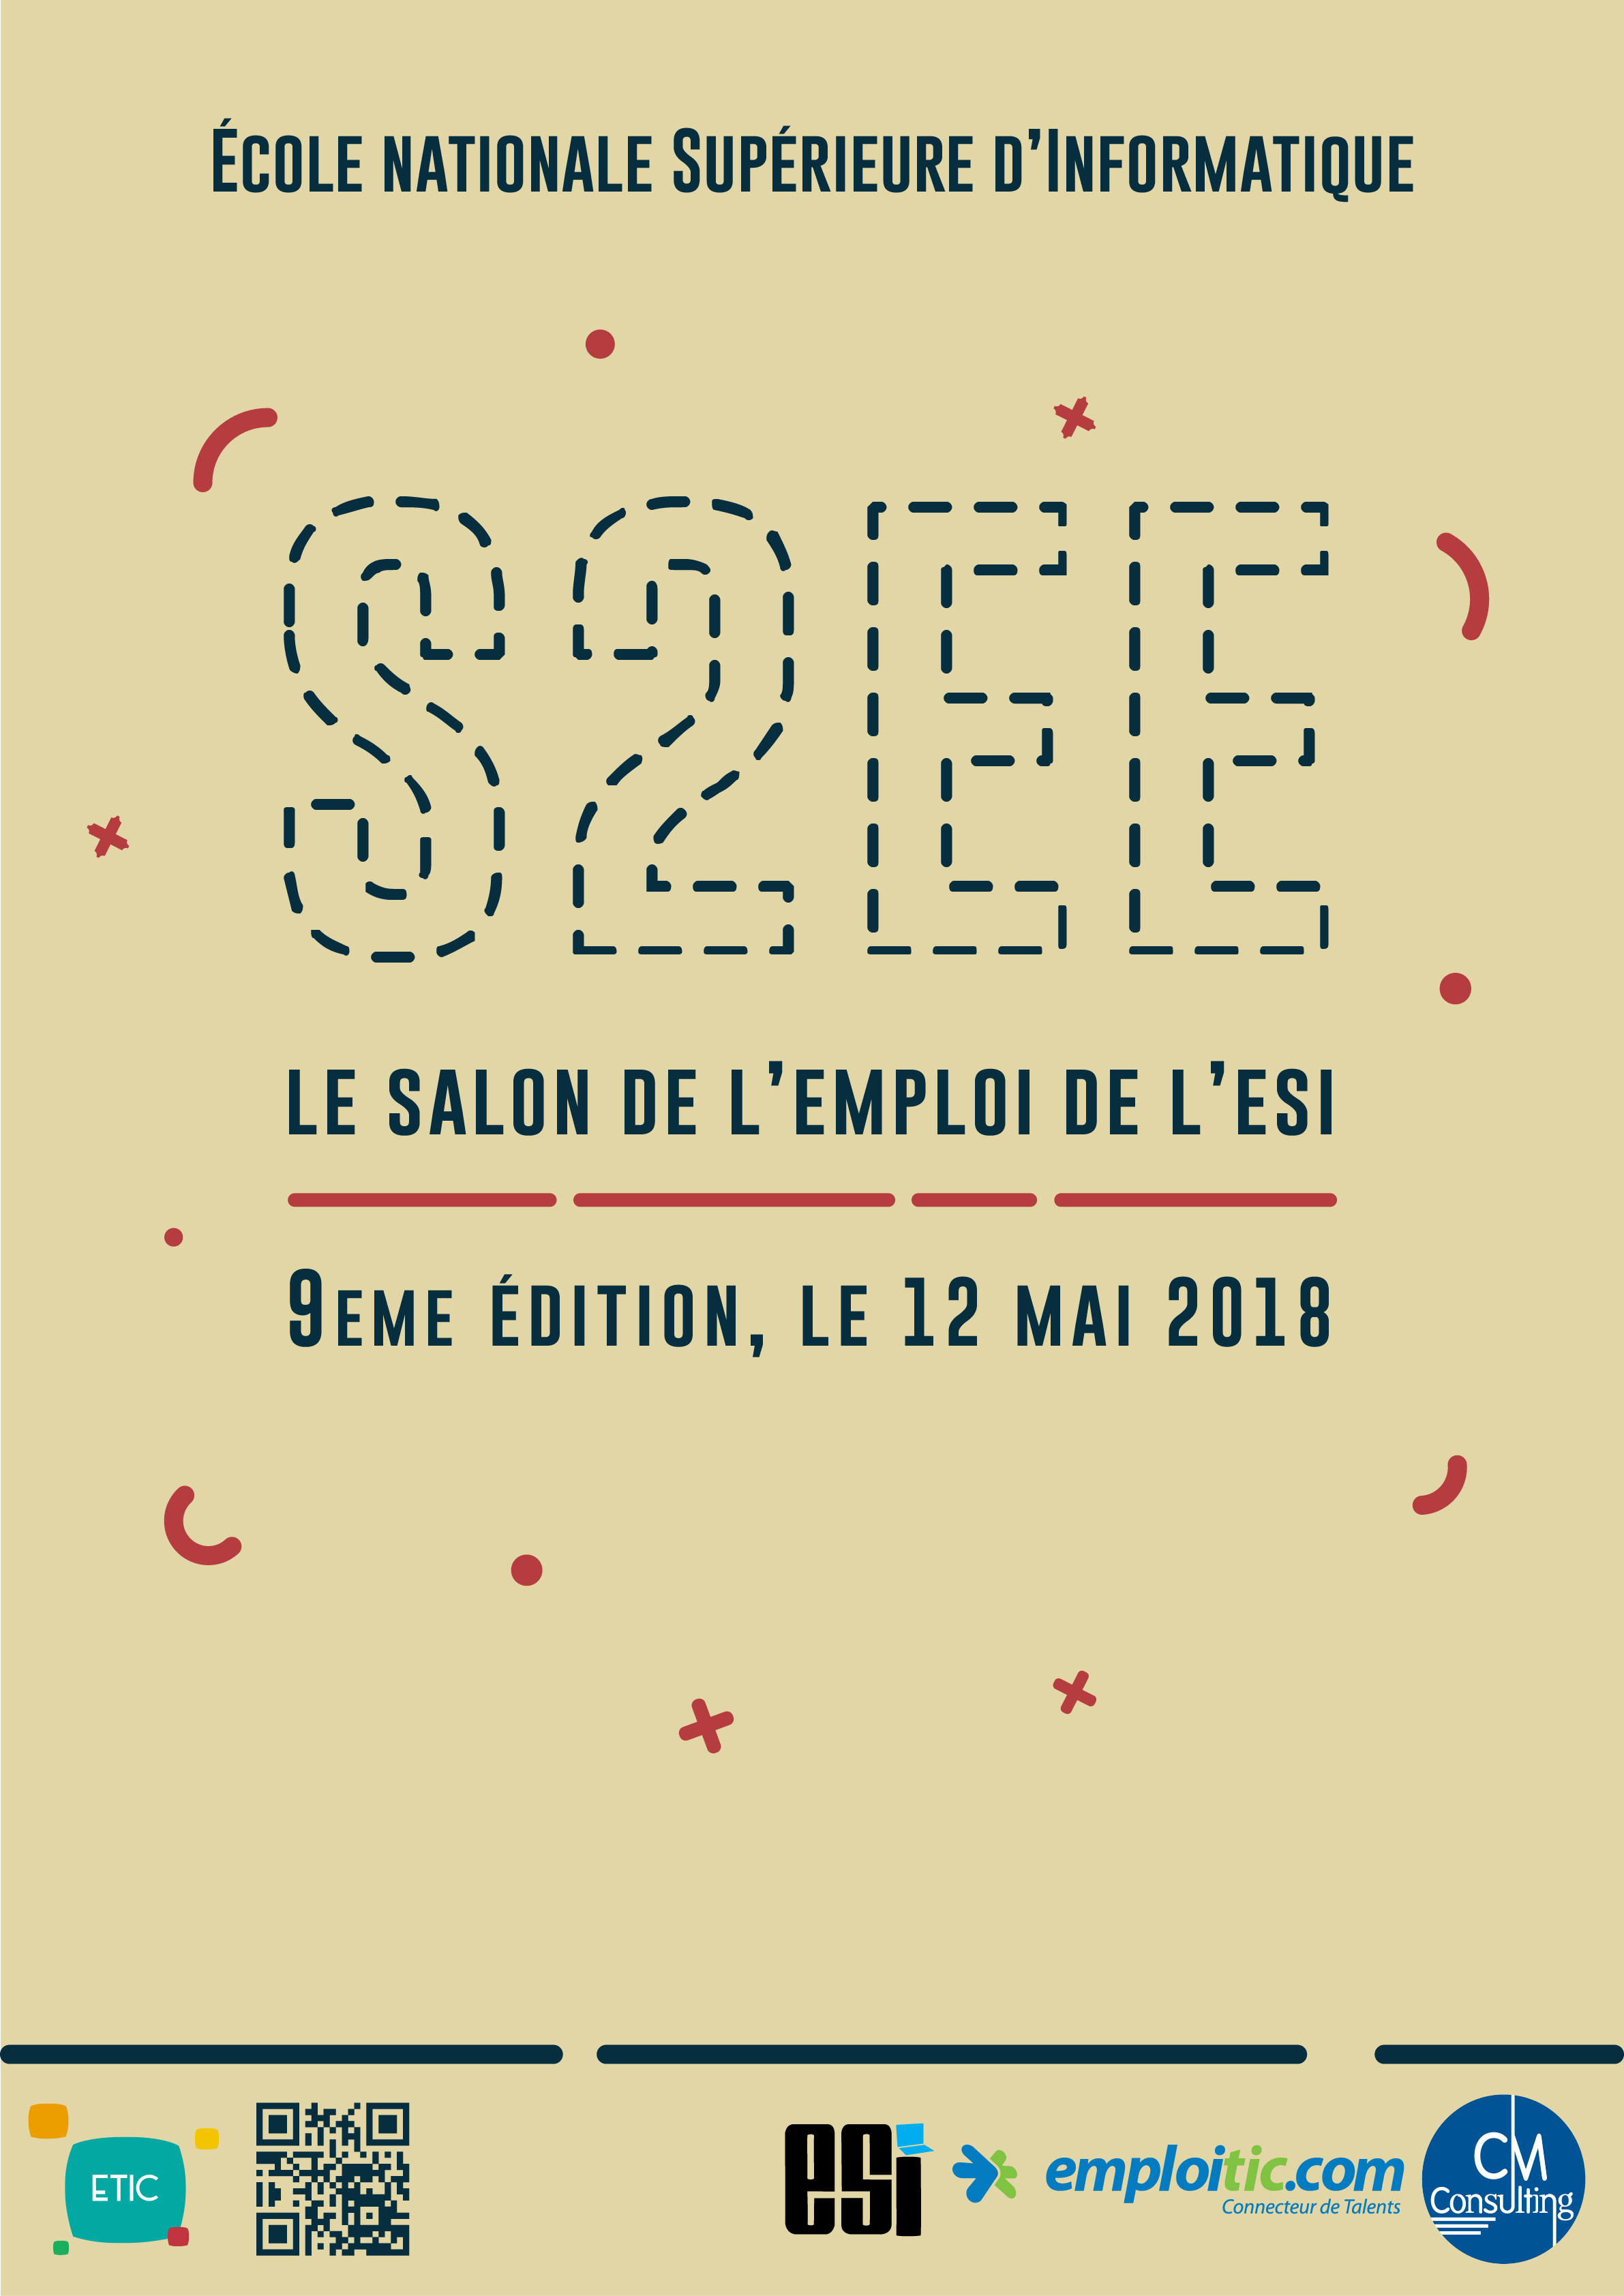 École nationale Supérieure d'Informatique
S2EE
LE SALON DE L'EMPLOI DE L'ESI
9eme édition, le 12 mai 2018
ETIC
esi
emploitic.com
Connecteur de Talents
CM
Consulting